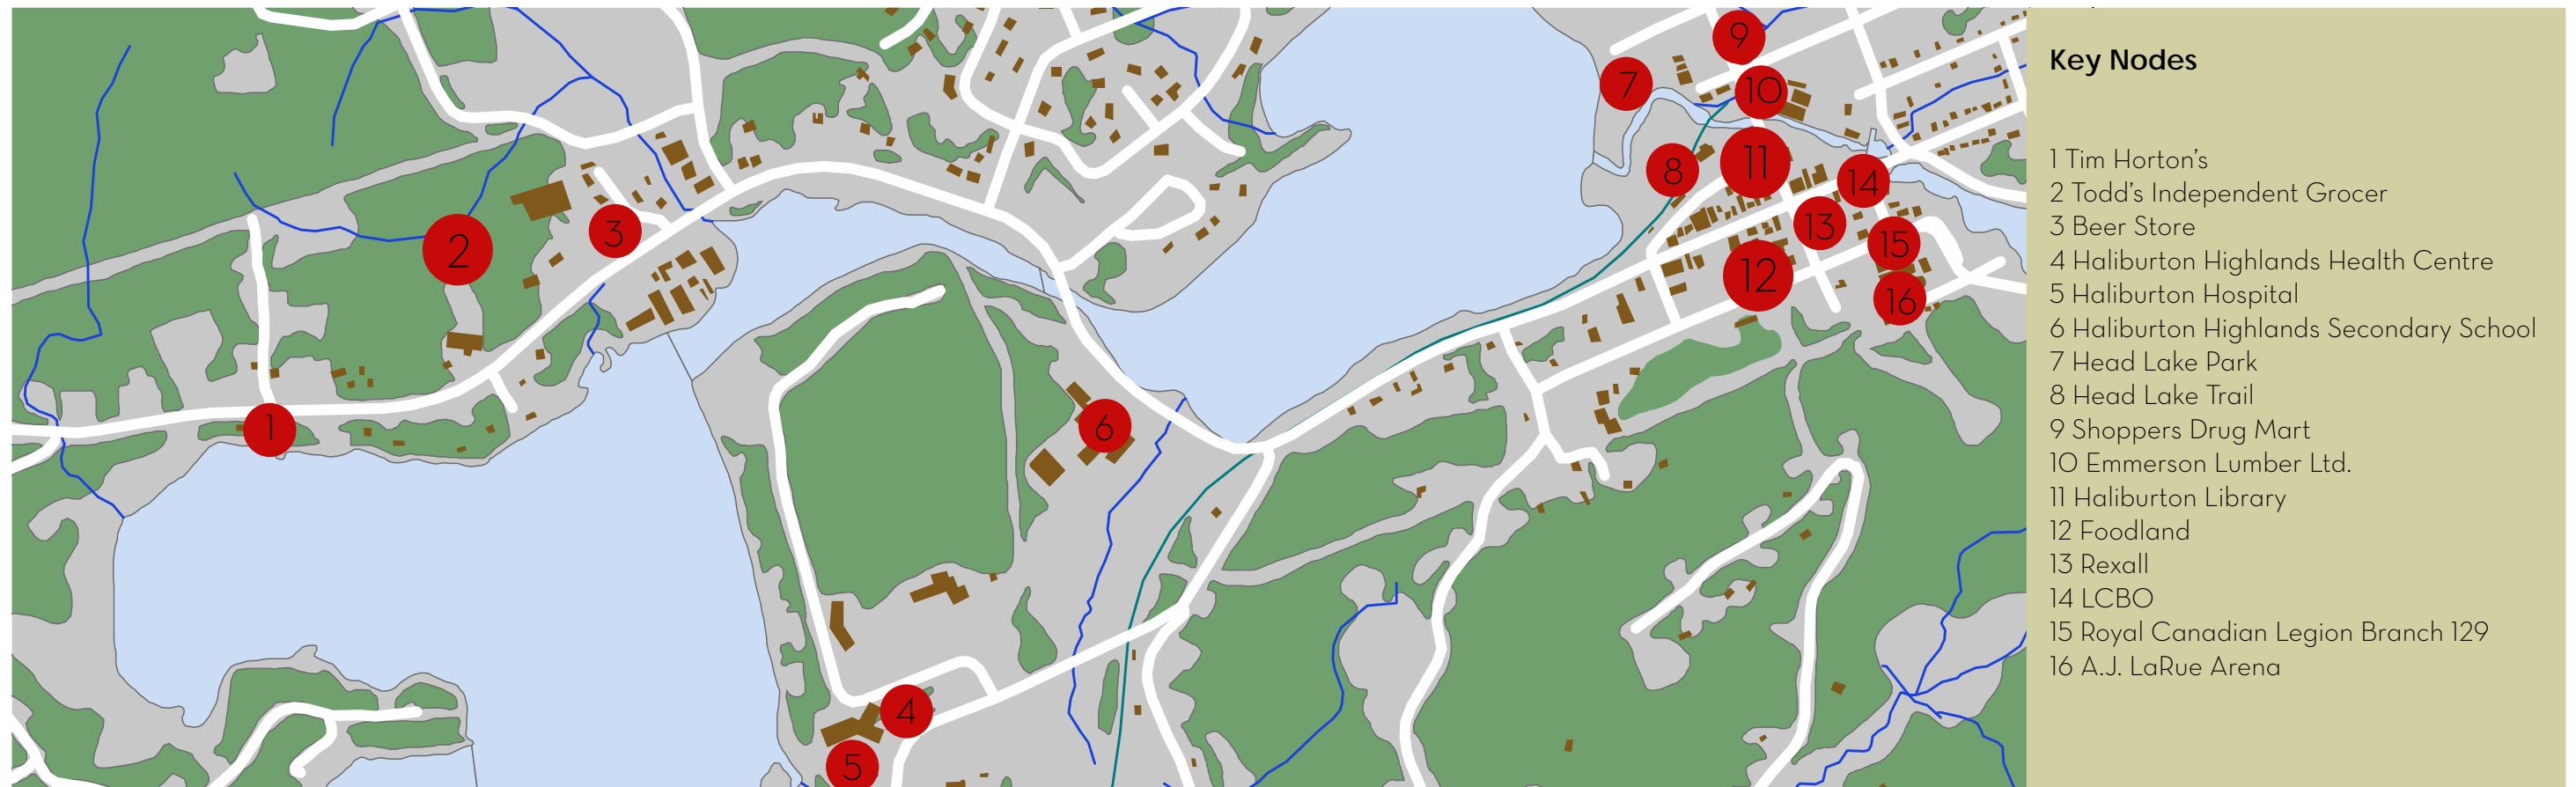 Key Nodes
1 Tim Horton's
2 Todd's Independent Grocer
3 Beer Store
4 Haliburton Highlands Health Centre
5 Haliburton Hospital
6 Haliburton Highlands Secondary School
7 Head Lake Park
8 Head Lake Trail
9 Shoppers Drug Mart
10 Emmerson Lumber Ltd.
11 Haliburton Library
12 Foodland
13 Rexall
14 LCBO
15 Royal Canadian Legion Branch 129
16 A.J. LaRue Arena
9
7
10
11
8
14
13
15
12
16
2
3
1
6
4
5